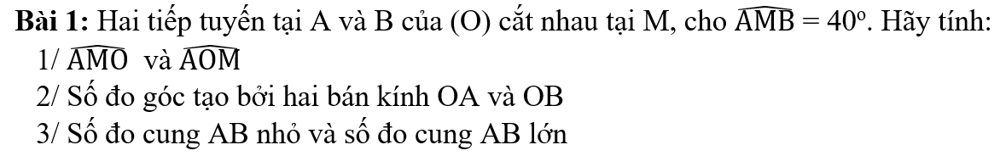 Bài 1: Hai tiếp tuyến tại A và B của (O) cắt nhau tại M, cho \widehat{AMB} = 40º. Hãy tính:
1/ \widehat{AMO} và \widehat{AOM}
2/ Số đo góc tạo bởi hai bán kính OA và OB
3/ Số đo cung AB nhỏ và số đo cung AB lớn